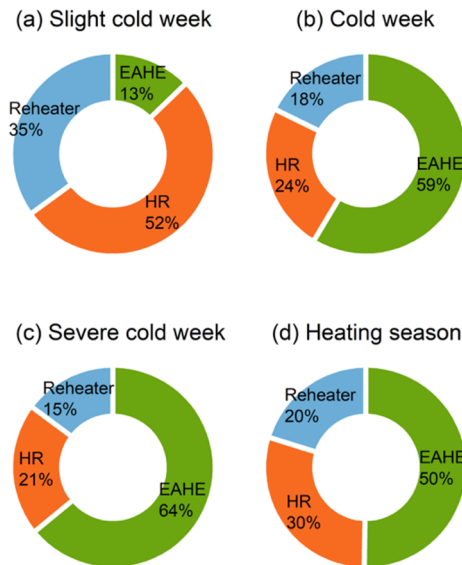 (a) Slight cold week
EAHE
13%
Reheater
35%
HR
52%
(b) Cold week
Reheater
18%
HR
24%
EAHE
59%
(c) Severe cold week
Reheater
15%
HR
21%
EAHE
64%
(d) Heating season
Reheater
20%
EAHE
50%
HR
30%